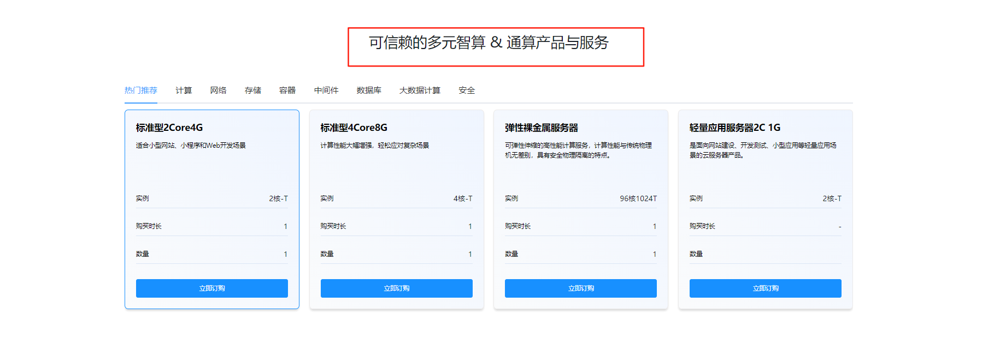 可信赖的多元智算 & 通算产品与服务
热门推荐 计算 网络 存储 容器 中间件 数据库 大数据计算 安全
标准型2Core4G
适合小型网站、小程序和Web开发场景
实例 2核-T
购买时长 1
数量 1
立即订购
标准型4Core8G
计算性能大幅增强，轻松应对复杂场景
实例 4核-T
购买时长 1
数量 1
立即订购
弹性裸金属服务器
可弹性伸缩的高性能计算服务，计算性能与传统物理
机无差别，具有安全物理隔离的特点。
实例 96核1024T
购买时长 1
数量 1
立即订购
轻量应用服务器2C 1G
是面向网站建设、开发测试、小型应用等轻量应用场
景的云服务器产品。
实例 2核-T
购买时长 -
数量
立即订购